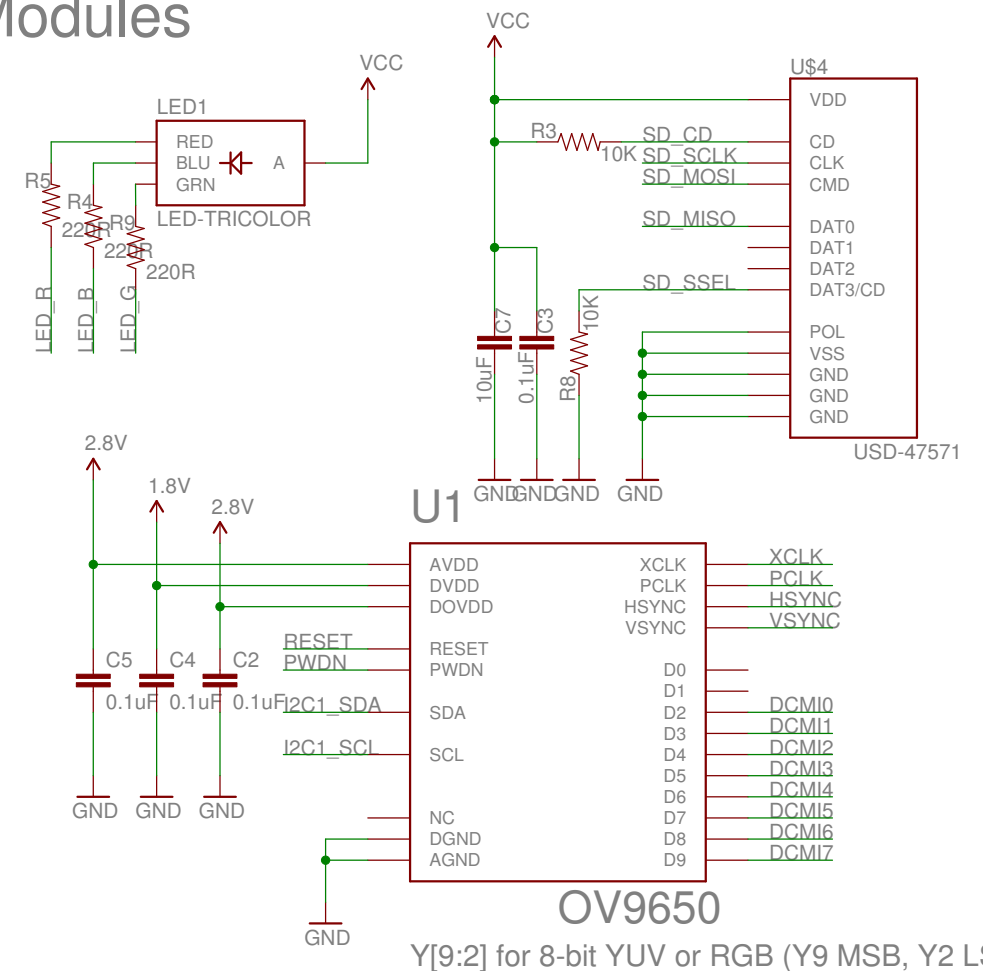 Modules
VCC
LED1
RED
BLU
A
GRN
LED-TRICOLOR
R5
R4
R9
220R
220R
220R
LED_R
LED_B
LED_G
VCC
U$4
VDD
R3
10K
SD_CD
CD
SD_SCLK
CLK
SD_MOSI
CMD
SD_MISO
DAT0
DAT1
DAT2
SD_SSEL
DAT3/CD
C7
10uF
C3
0.1uF
10K
R8
POL
VSS
GND
GND
GND
USD-47571
GND
GND
GND
GND
2.8V
1.8V
2.8V
U1
AVDD
XCLK
XCLK
DVDD
PCLK
PCLK
DOVDD
HSYNC
HSYNC
VSYNC
VSYNC
RESET
RESET
PWDN
PWDN
D0
C5
C4
C2
0.1uF
0.1uF
0.1uF
D1
I2C1_SDA
SDA
D2
DCMI0
D3
DCMI1
I2C1_SCL
SCL
D4
DCMI2
D5
DCMI3
D6
DCMI4
GND
GND
GND
NC
D7
DCMI5
DGND
D8
DCMI6
AGND
D9
DCMI7
GND
OV9650
Y[9:2] for 8-bit YUV or RGB (Y9 MSB, Y2 LS